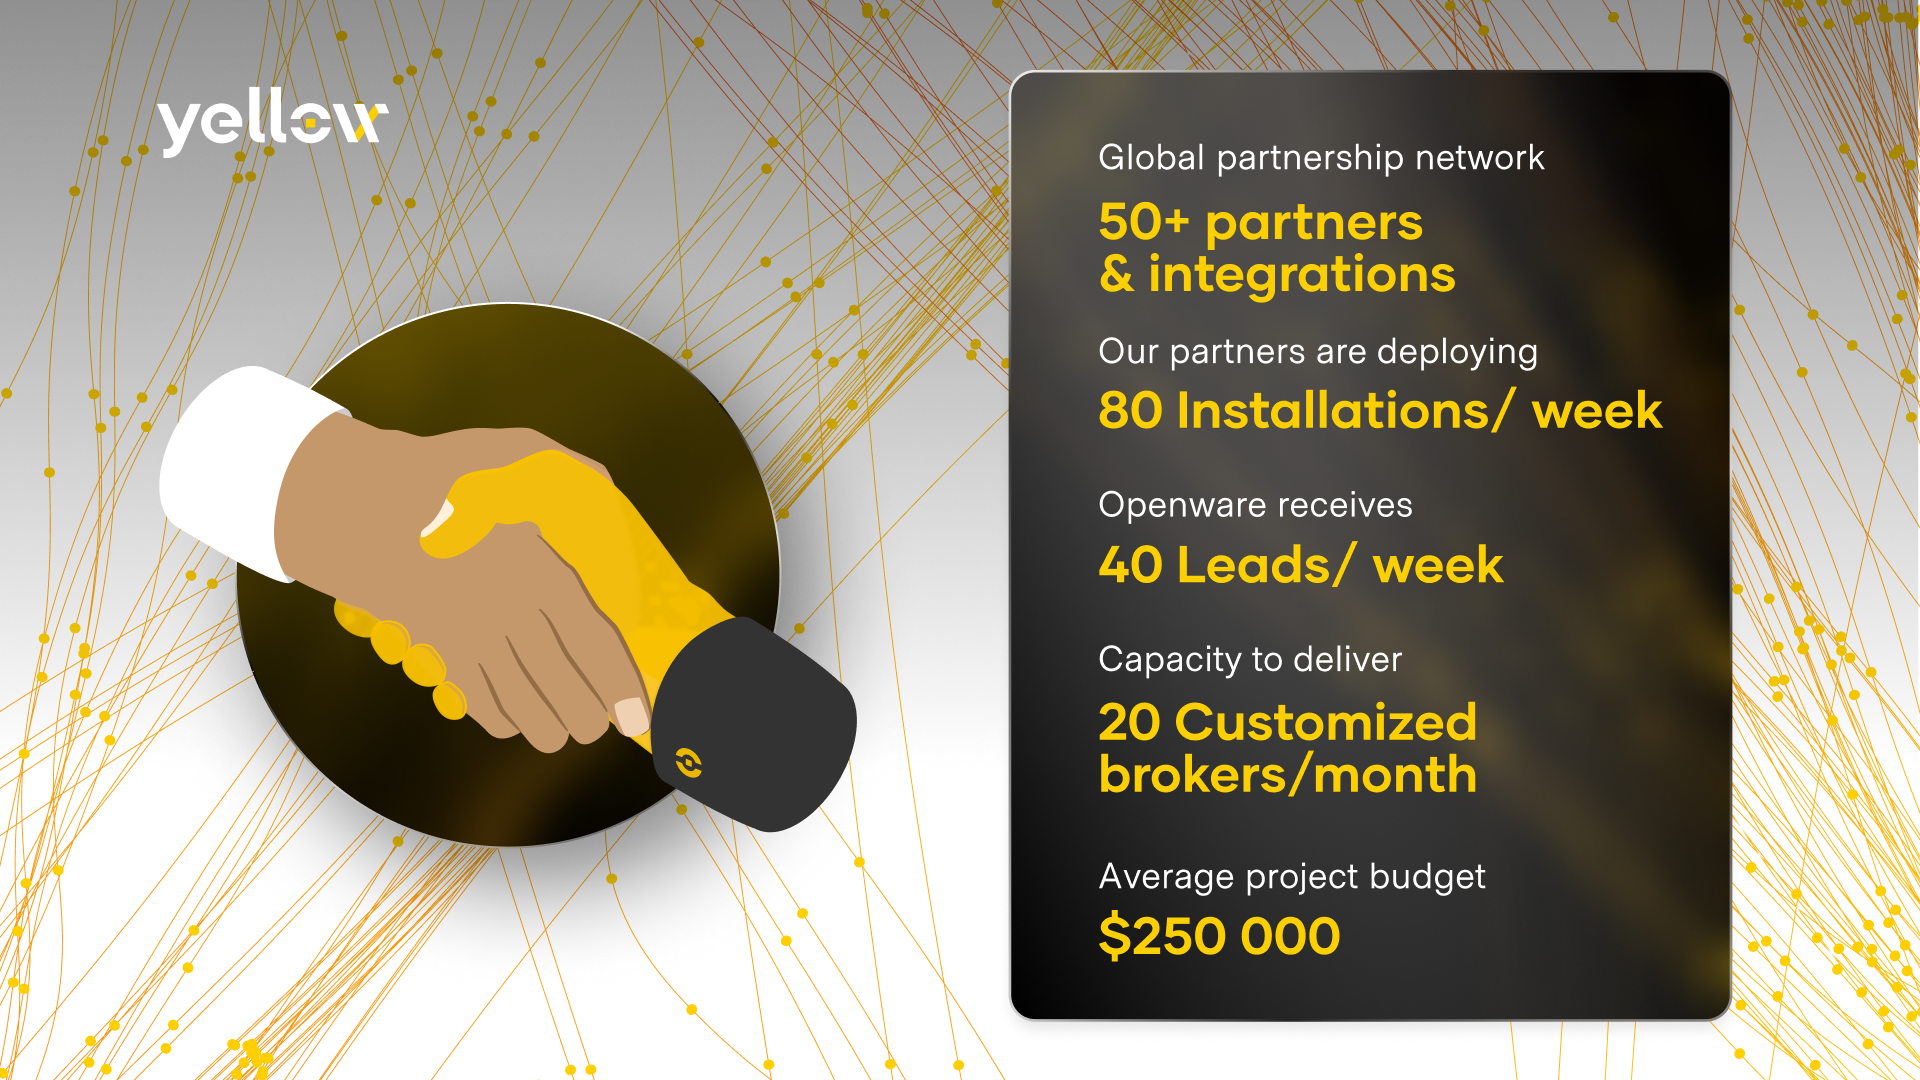 yellow
Global partnership network
50+ partners
& integrations
Our partners are deploying
80 Installations/ week
Openware receives
40 Leads/ week
Capacity to deliver
20 Customized
brokers/month
Average project budget
$250 000